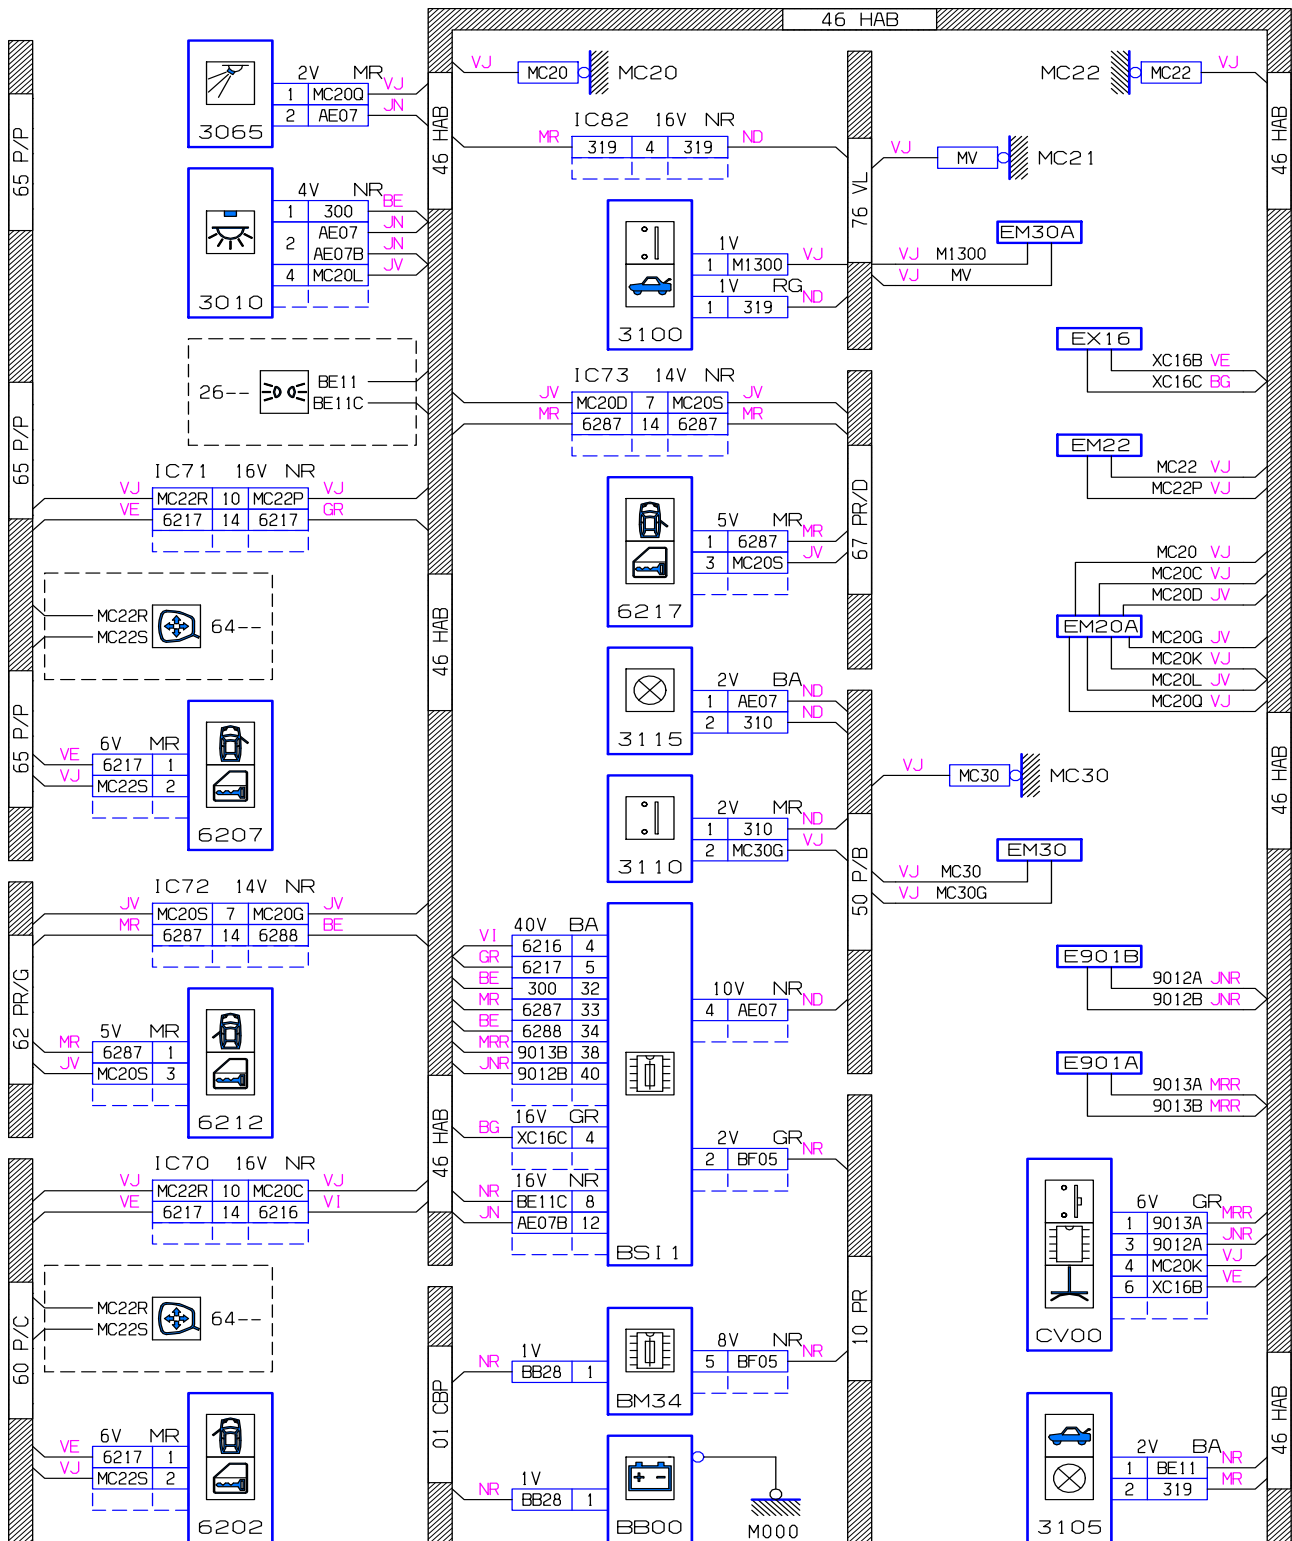 46 HAB
65 P/P
2V MR
1 MC20Q VJ
2 AE07 JN
3065
4V NR
1 300 BE
2 AE07 JN
AE07B JN
4 MC20L JV
3010
26-- BE11
BE11C
65 P/P
IC71 16V NR
VJ MC22R 10 MC22P VJ
VE 6217 14 6217 GR
MC22R
MC22S 64--
65 P/P
6V MR
VE 6217 1
VJ MC22S 2
6207
IC72 14V NR
JV MC20S 7 MC20G JV
MR 6287 14 6288 BE
62 PR/G
5V MR
MR 6287 1
JV MC20S 3
6212
IC70 16V NR
VJ MC22R 10 MC20C VJ
VE 6217 14 6216 VI
60 P/C
MC22R
MC22S 64--
6V MR
VE 6217 1
VJ MC22S 2
6202
46 HAB
46 HAB
46 HAB
01 CBP
VJ MC20 MC20
IC82 16V NR
MR 319 4 319 ND
76 VL
VJ MV MC21
1V
1 M1300 VJ
1V RG
1 319 ND
3100
EM30A
VJ M1300
VJ MV
IC73 14V NR
JV MC20D 7 MC20S JV
MR 6287 14 6287 MR
67 PR/D
5V MR
1 6287 MR
3 MC20S JV
6217
2V BA
1 AE07 ND
2 310 ND
3115
2V MR
1 310 ND
2 MC30G VJ
3110
50 P/B
VJ MC30 MC30
EM30
VJ MC30
VJ MC30G
40V BA
VI 6216 4
GR 6217 5
BE 300 32
MR 6287 33
BE 6288 34
MRR 9013B 38
JNR 9012B 40
16V GR
BG XC16C 4
16V NR
NR BE11C 8
JN AE07B 12
10V NR
4 AE07 ND
2V GR
2 BF05 NR
BSI1
10 PR
1V
NR BB28 1
8V NR
5 BF05 NR
BM34
1V
NR BB28 1
BB00
M000
MC22 MC22 VJ
46 HAB
EX16
XC16B VE
XC16C BG
EM22
MC22 VJ
MC22P VJ
MC20 VJ
MC20C VJ
MC20D JV
EM20A
MC20G JV
MC20K VJ
MC20L JV
MC20Q VJ
46 HAB
E901B
9012A JNR
9012B JNR
E901A
9013A MRR
9013B MRR
6V GR
1 9013A MRR
3 9012A JNR
4 MC20K VJ
6 XC16B VE
CV00
46 HAB
2V BA
1 BE11 NR
2 319 MR
3105